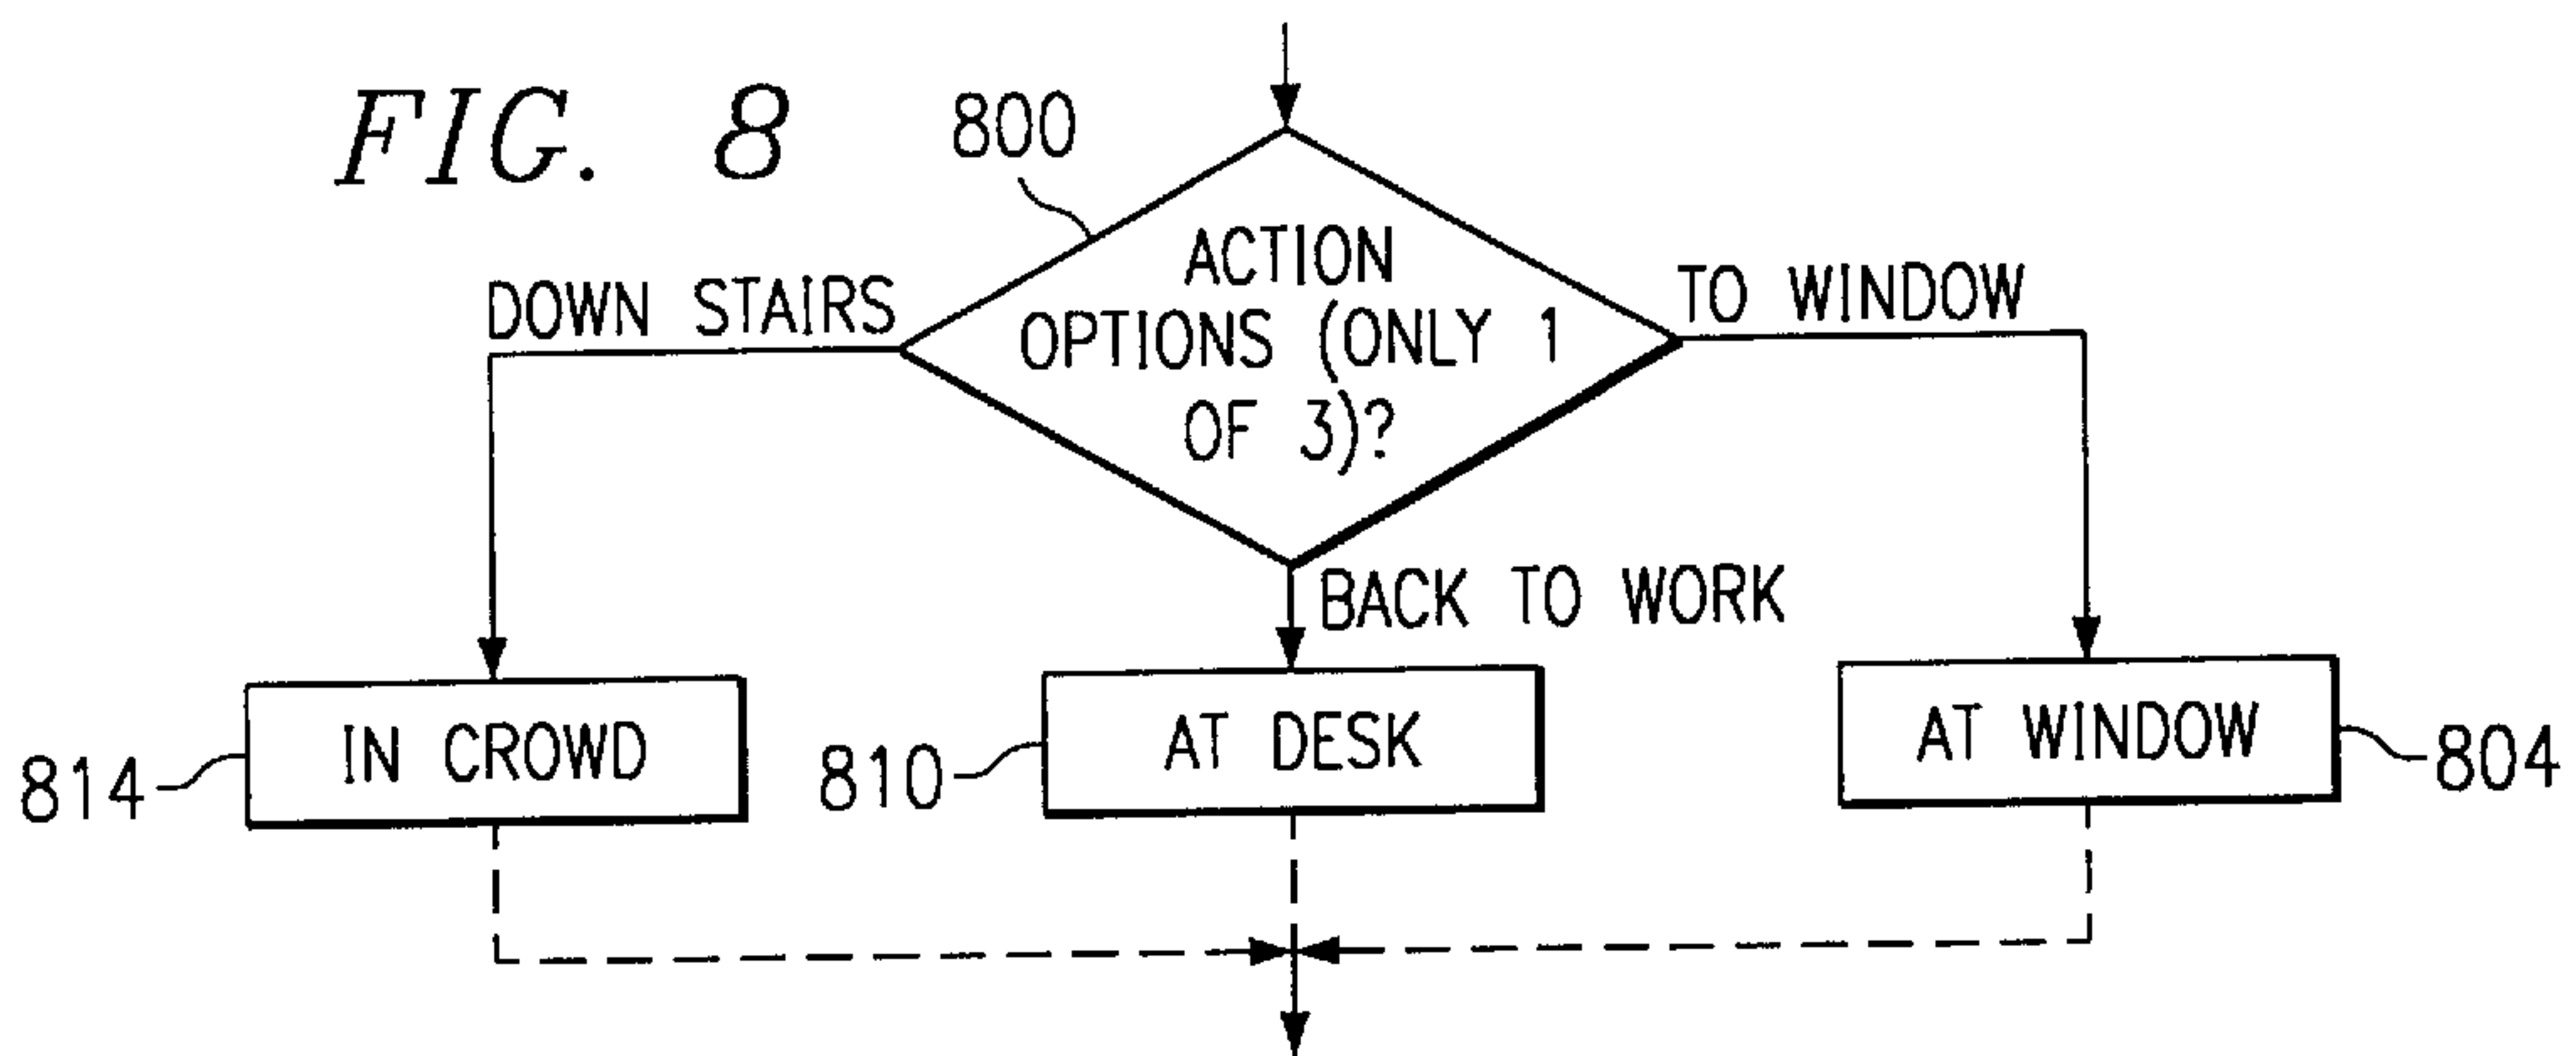 FIG. 8
800
ACTION
OPTIONS (ONLY 1
OF 3)?
DOWN STAIRS
TO WINDOW
BACK TO WORK
814
IN CROWD
810
AT DESK
AT WINDOW
804